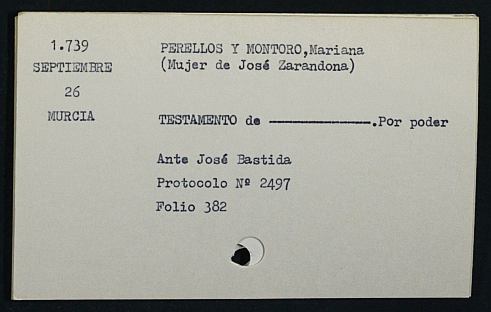 1.739
SEPTIEMBRE
26
MURCIA
PERELLOS Y MONTORO,Mariana
(Mujer de José Zarandona)
TESTAMENTO de ——————————.Por poder
Ante José Bastida
Protocolo Nº 2497
Folio 382